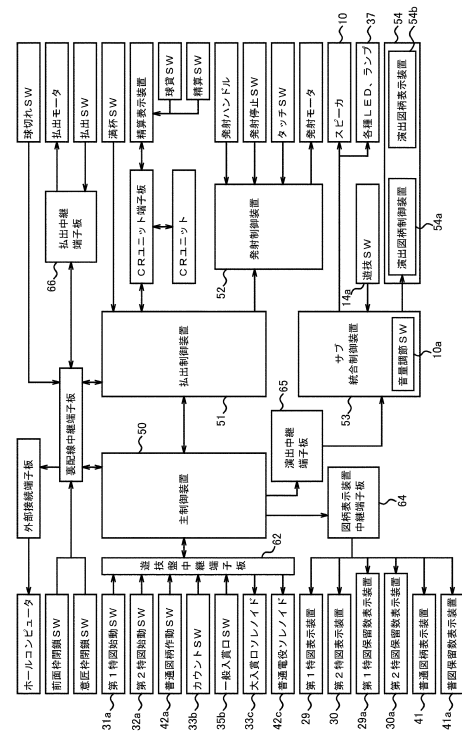 ホールコンピュータ
前面枠閉鎖SW
意匠枠閉鎖SW
第1特図始動SW
31a
第2特図始動SW
32a
普通図柄作動SW
42a
カウントSW
33b
一般入賞口SW
35b
大入賞口ソレノイド
33c
普通電役ソレノイド
42c
第1特図表示装置
29
第2特図表示装置
30
第1特図保留数表示装置
29a
第2特図保留数表示装置
30a
普通図柄表示装置
41
普図保留数表示装置
41a
外部接続端子板
遊技盤中継端子板
62
図柄表示装置
中継端子板
64
裏配線中継端子板
主制御装置
50
演出中継
端子板
65
払出制御装置
51
サブ
統合制御装置
53
音量調節SW
10a
払出中継
端子板
66
CRユニット端子板
CRユニット
発射制御装置
52
遊技SW
14a
演出図柄制御装置
54a
球切れSW
払出モータ
払出SW
満杯SW
精算表示装置
球貸SW
精算SW
発射ハンドル
発射停止SW
タッチSW
発射モータ
スピーカ
10
各種LED、ランプ
37
演出図柄表示装置
54
54b